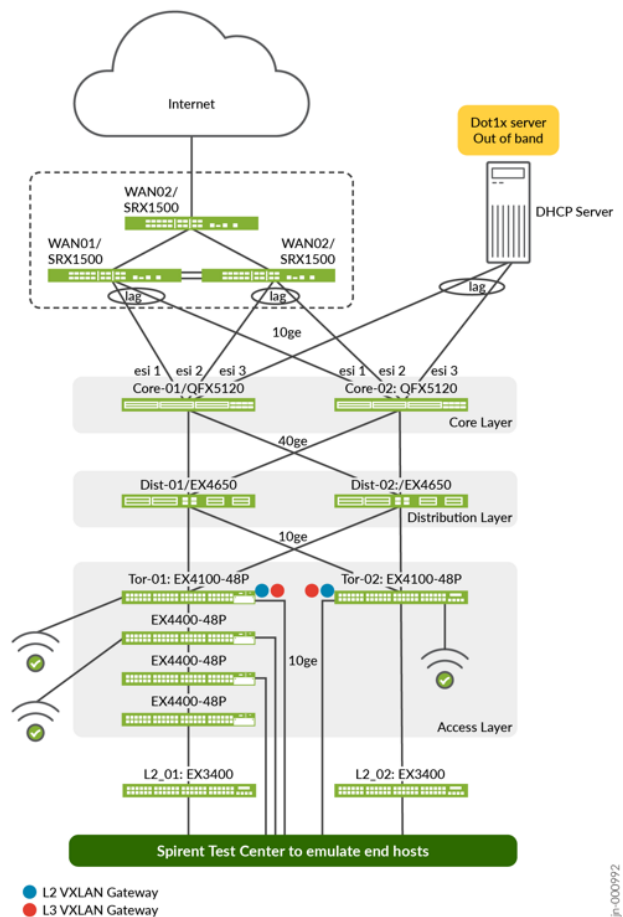 Internet
Dot1x server
Out of band
DHCP Server
WAN02/
SRX1500
WAN01/
SRX1500
WAN02/
SRX1500
lag
lag
lag
10ge
esi 1
esi 2
esi 3
esi 1
esi 2
esi 3
Core-01/QFX5120
Core-02: QFX5120
Core Layer
40ge
Dist-01/EX4650
Dist-02:/EX4650
Distribution Layer
10ge
Tor-01: EX4100-48P
Tor-02: EX4100-48P
EX4400-48P
EX4400-48P
10ge
EX4400-48P
Access Layer
L2_01: EX3400
L2_02: EX3400
Spirent Test Center to emulate end hosts
L2 VXLAN Gateway
L3 VXLAN Gateway
jn-000992